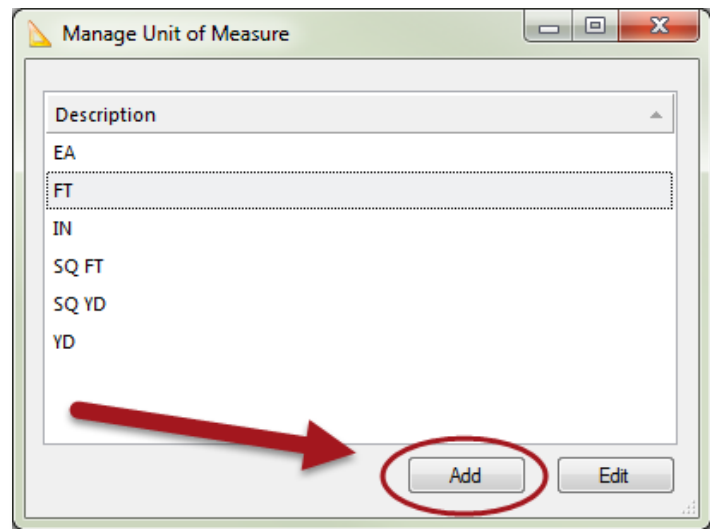 Manage Unit of Measure
Description
EA
FT
IN
SQ FT
SQ YD
YD
Add Edit